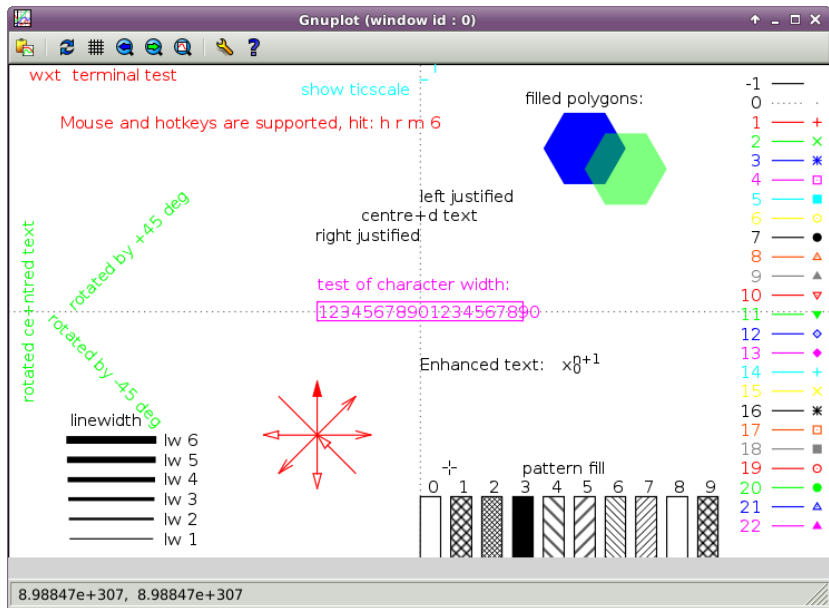 Gnuplot (window id : 0)
wxt  terminal test
show ticscale
filled polygons:
Mouse and hotkeys are supported, hit: h r m 6
left justified
centre+d text
right justified
rotated ce+ntred text
rotated by +45 deg
rotated by -45 deg
test of character width:
12345678901234567890
Enhanced text:   x₀ⁿ⁺¹
linewidth
lw 6
lw 5
lw 4
lw 3
lw 2
lw 1
pattern fill
0 1 2 3 4 5 6 7 8 9
-1
0
1
2
3
4
5
6
7
8
9
10
11
12
13
14
15
16
17
18
19
20
21
22
8.98847e+307,  8.98847e+307